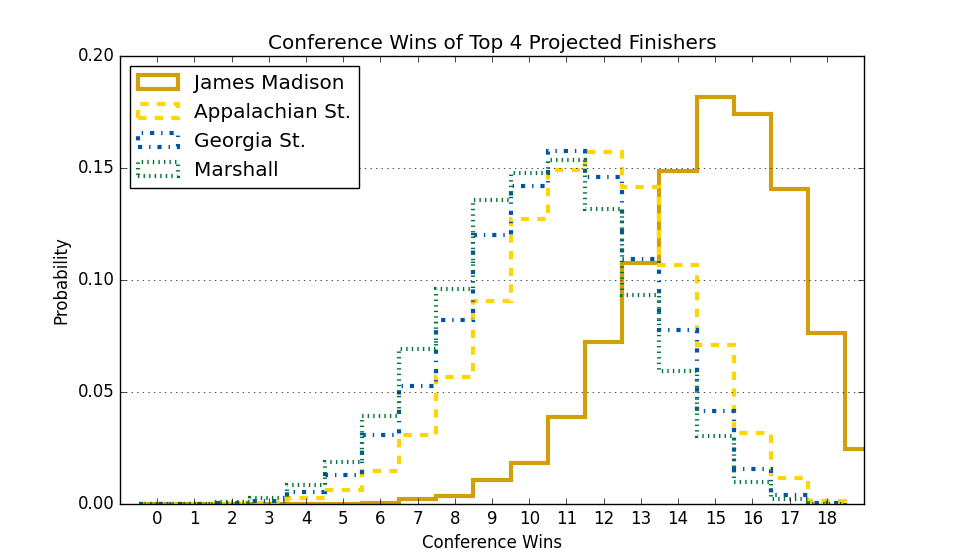 Conference Wins of Top 4 Projected Finishers
James Madison
Appalachian St.
Georgia St.
Marshall
0.20
0.15
0.10
0.05
0.00
Probability
0 1 2 3 4 5 6 7 8 9 10 11 12 13 14 15 16 17 18
Conference Wins